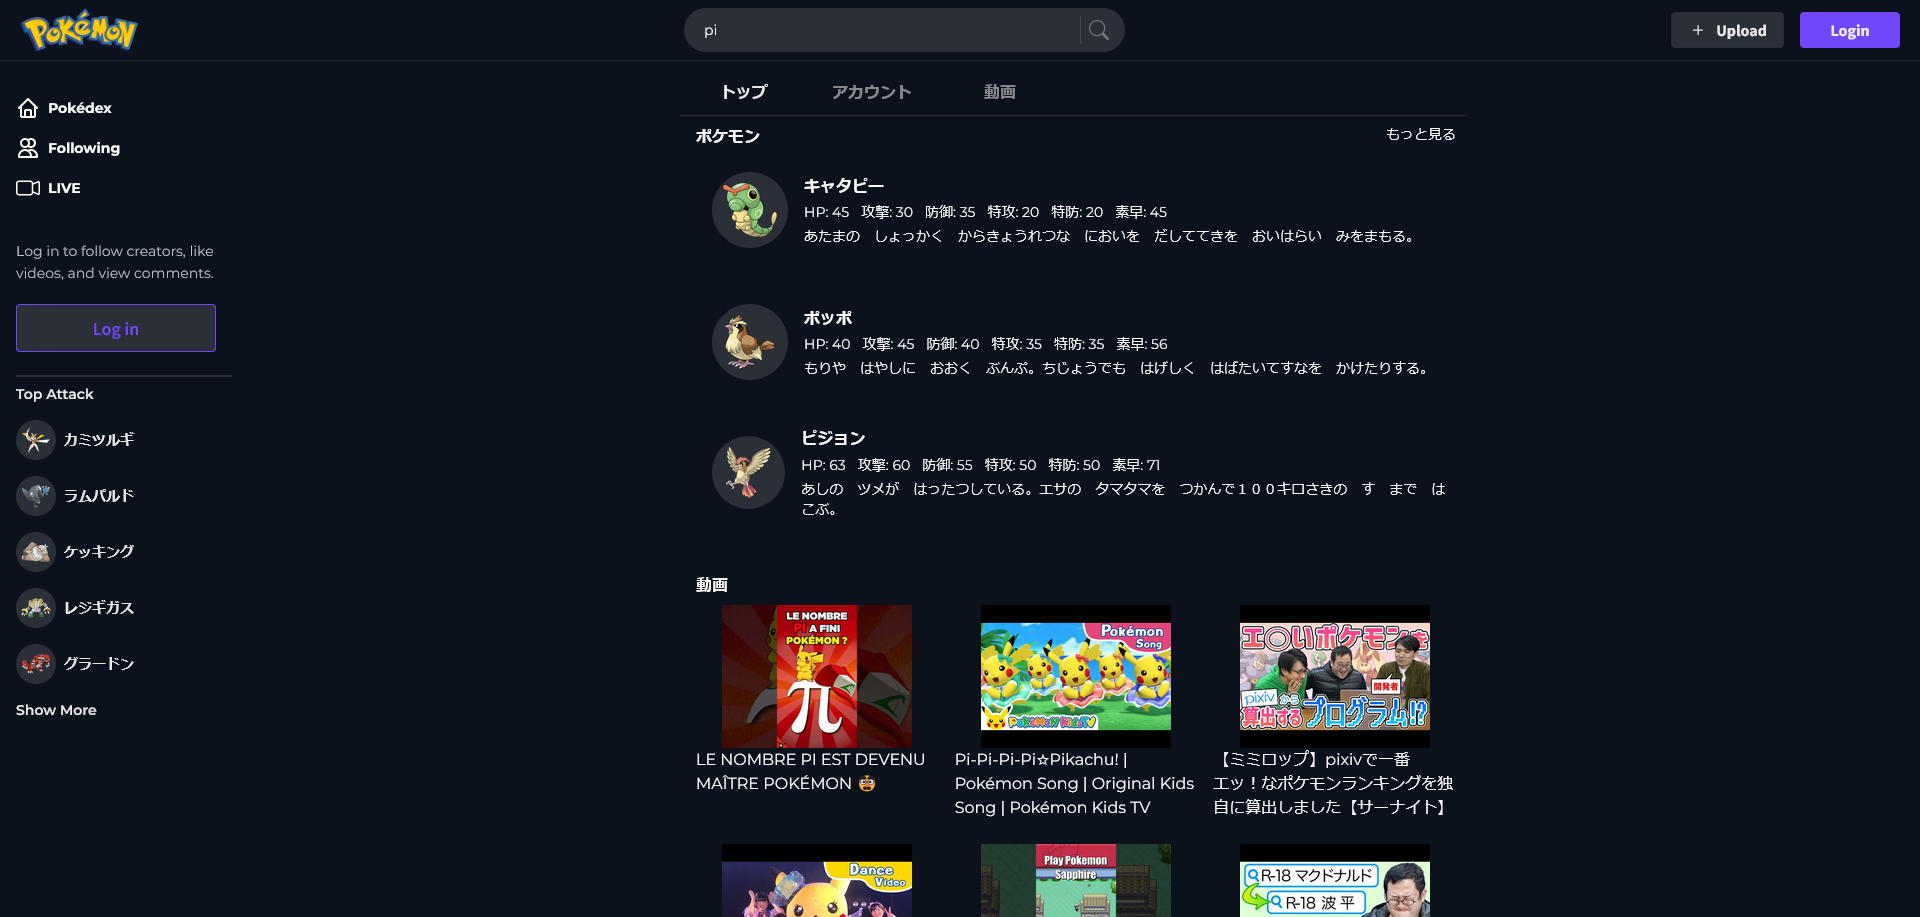 POKéMON
pi
Upload
Login
Pokédex
Following
LIVE
Log in to follow creators, like
videos, and view comments.
Log in
Top Attack
カミツルギ
ラムパルド
ケッキング
レジギガス
グラードン
Show More
トップ
アカウント
動画
ポケモン
もっと見る
キャタピー
HP: 45 攻撃: 30 防御: 35 特攻: 20 特防: 20 素早: 45
あたまの　しょっかく　からきょうれつな　においを　だしててきを　おいはらい　みをまもる。
ポッポ
HP: 40 攻撃: 45 防御: 40 特攻: 35 特防: 35 素早: 56
もりや　はやしに　おおく　ぶんぷ。ちじょうでも　はげしく　はばたいてすなを　かけたりする。
ピジョン
HP: 63 攻撃: 60 防御: 55 特攻: 50 特防: 50 素早: 71
あしの　ツメが　はったつしている。エサの　タマタマを　つかんで１００キロさきの　す　まで　は
こぶ。
動画
LE NOMBRE
PI A FINI
POKÉMON ?
π
LE NOMBRE PI EST DEVENU
MAÎTRE POKÉMON
Pokémon
Song
POKéMON KIDS TV
Pi-Pi-Pi-Pi☆Pikachu! |
Pokémon Song | Original Kids
Song | Pokémon Kids TV
エ〇いポケモンを
開発者
pixivから
算出する
プログラム!?
【ミミロップ】pixivで一番
エッ！なポケモンランキングを独
自に算出しました【サーナイト】
Dance
Video
Play Pokemon
Sapphire
R-18 マクドナルド
R-18 波平